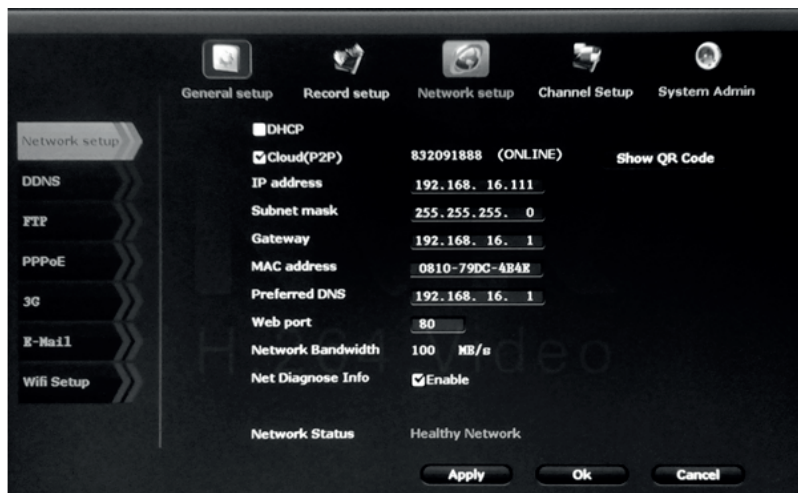 General setup Record setup Network setup Channel Setup System Admin
Network setup
DHCP
Cloud(P2P) 832091888 (ONLINE) Show QR Code
DDNS
IP address 192.168. 16.111
Subnet mask 255.255.255. 0
FTP
Gateway 192.168. 16. 1
PPPoE
MAC address 0810-79DC-4B4E
Preferred DNS 192.168. 16. 1
3G
Web port 80
E-Mail
Network Bandwidth 100 MB/s
Wifi Setup
Net Diagnose Info Enable
H.264 Video
Network Status Healthy Network
Apply Ok Cancel